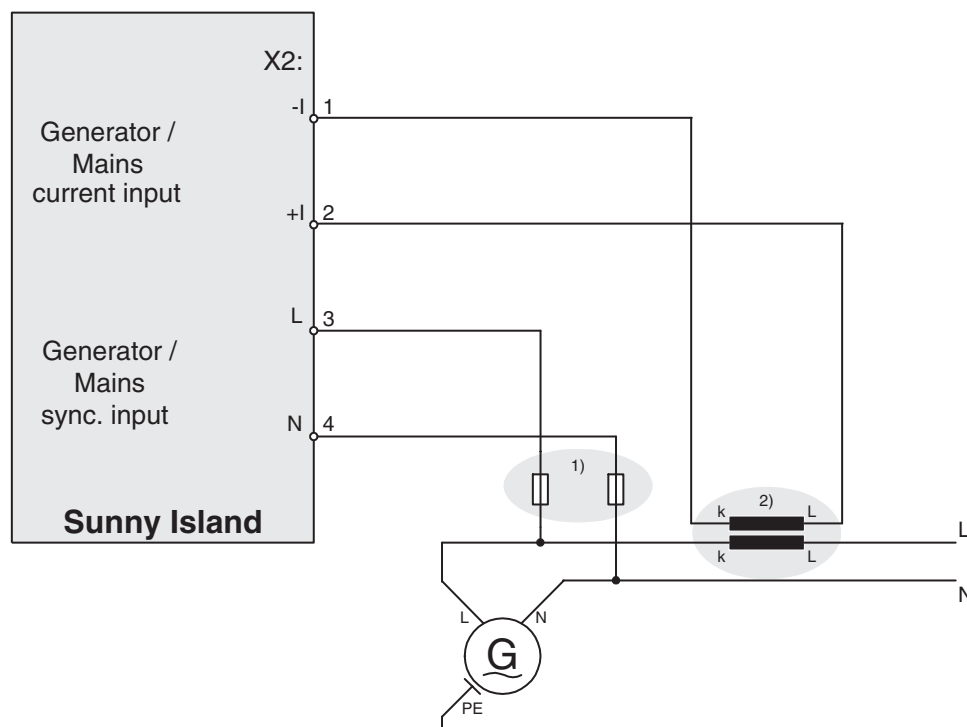 X2:
-I 1
Generator /
Mains
current input
+I 2
L 3
Generator /
Mains
sync. input
N 4
1)
2)
k L
Sunny Island
L
k L
N
L N
G
PE